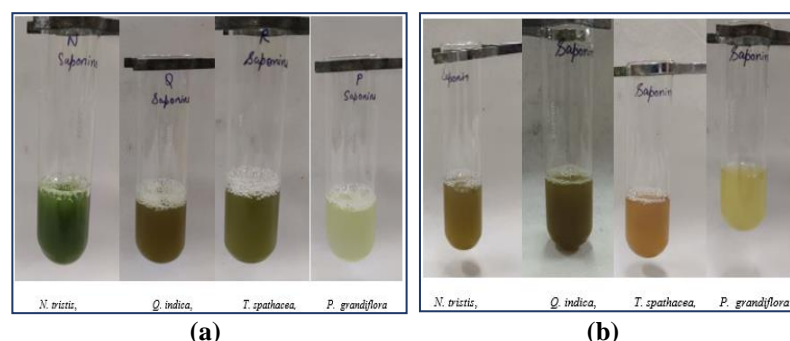 N
Saponin
Q
Saponin
R
Saponin
P
Saponin
Saponin
Saponin
Saponin
Saponin
N. tristis,
Q. indica,
T. spathacea,
P. grandiflora
N. tristis,
Q. indica,
T. spathacea,
P. grandiflora
(a)
(b)